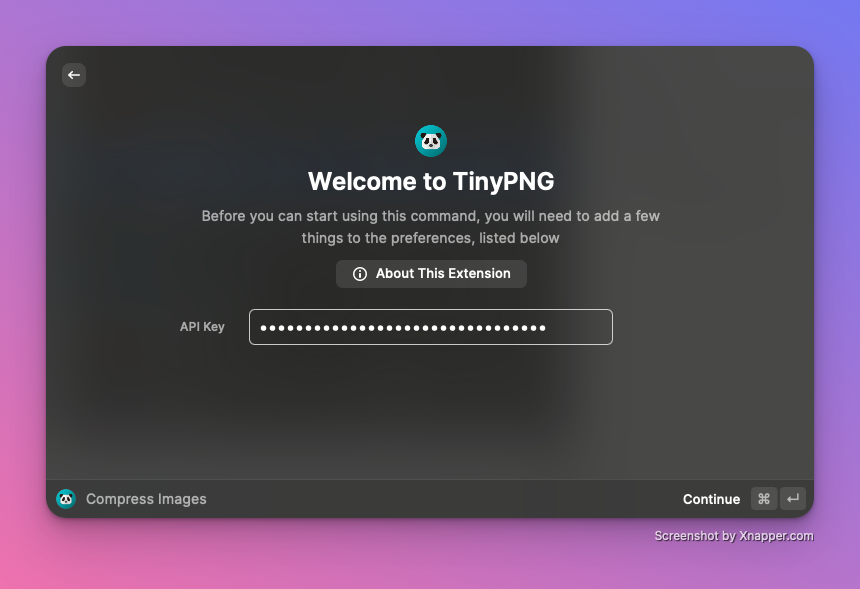 Welcome to TinyPNG
Before you can start using this command, you will need to add a few
things to the preferences, listed below
About This Extension
API Key ••••••••••••••••••••••••••••••••
Compress Images
Continue ⌘ ↵
Screenshot by Xnapper.com